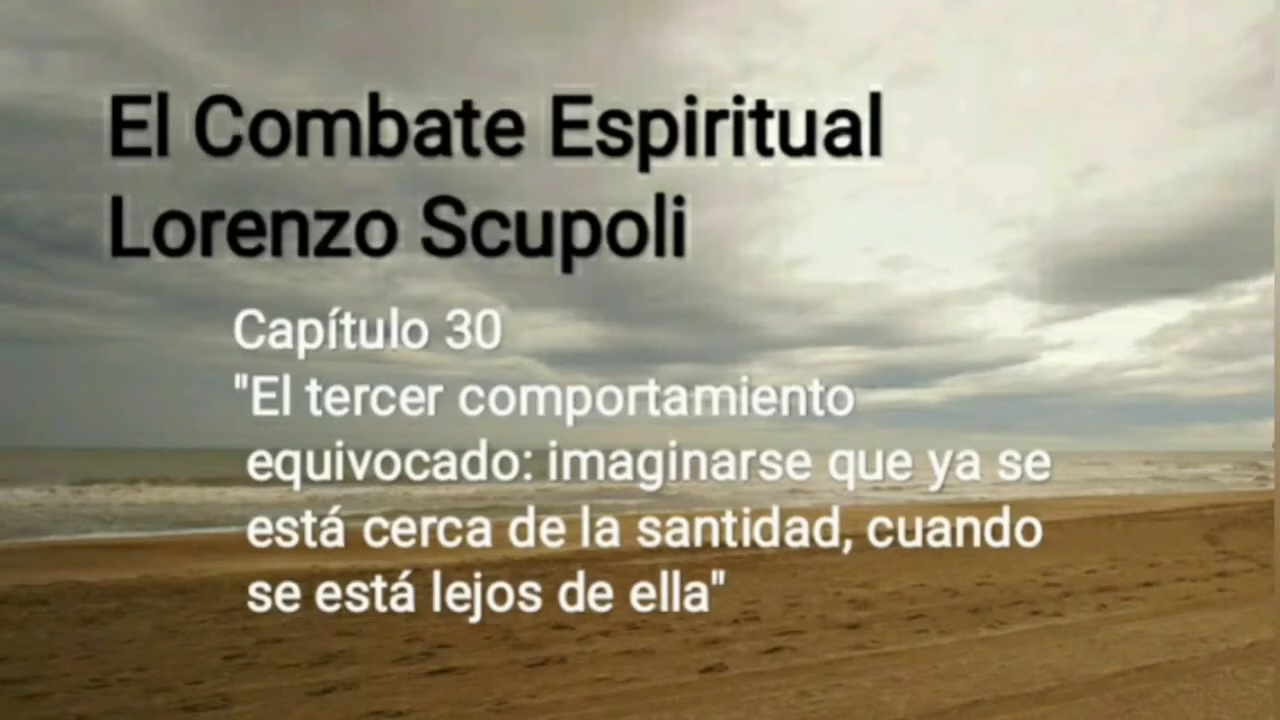 El Combate Espiritual
Lorenzo Scupoli
Capítulo 30
"El tercer comportamiento
equivocado: imaginarse que ya se
está cerca de la santidad, cuando
se está lejos de ella"